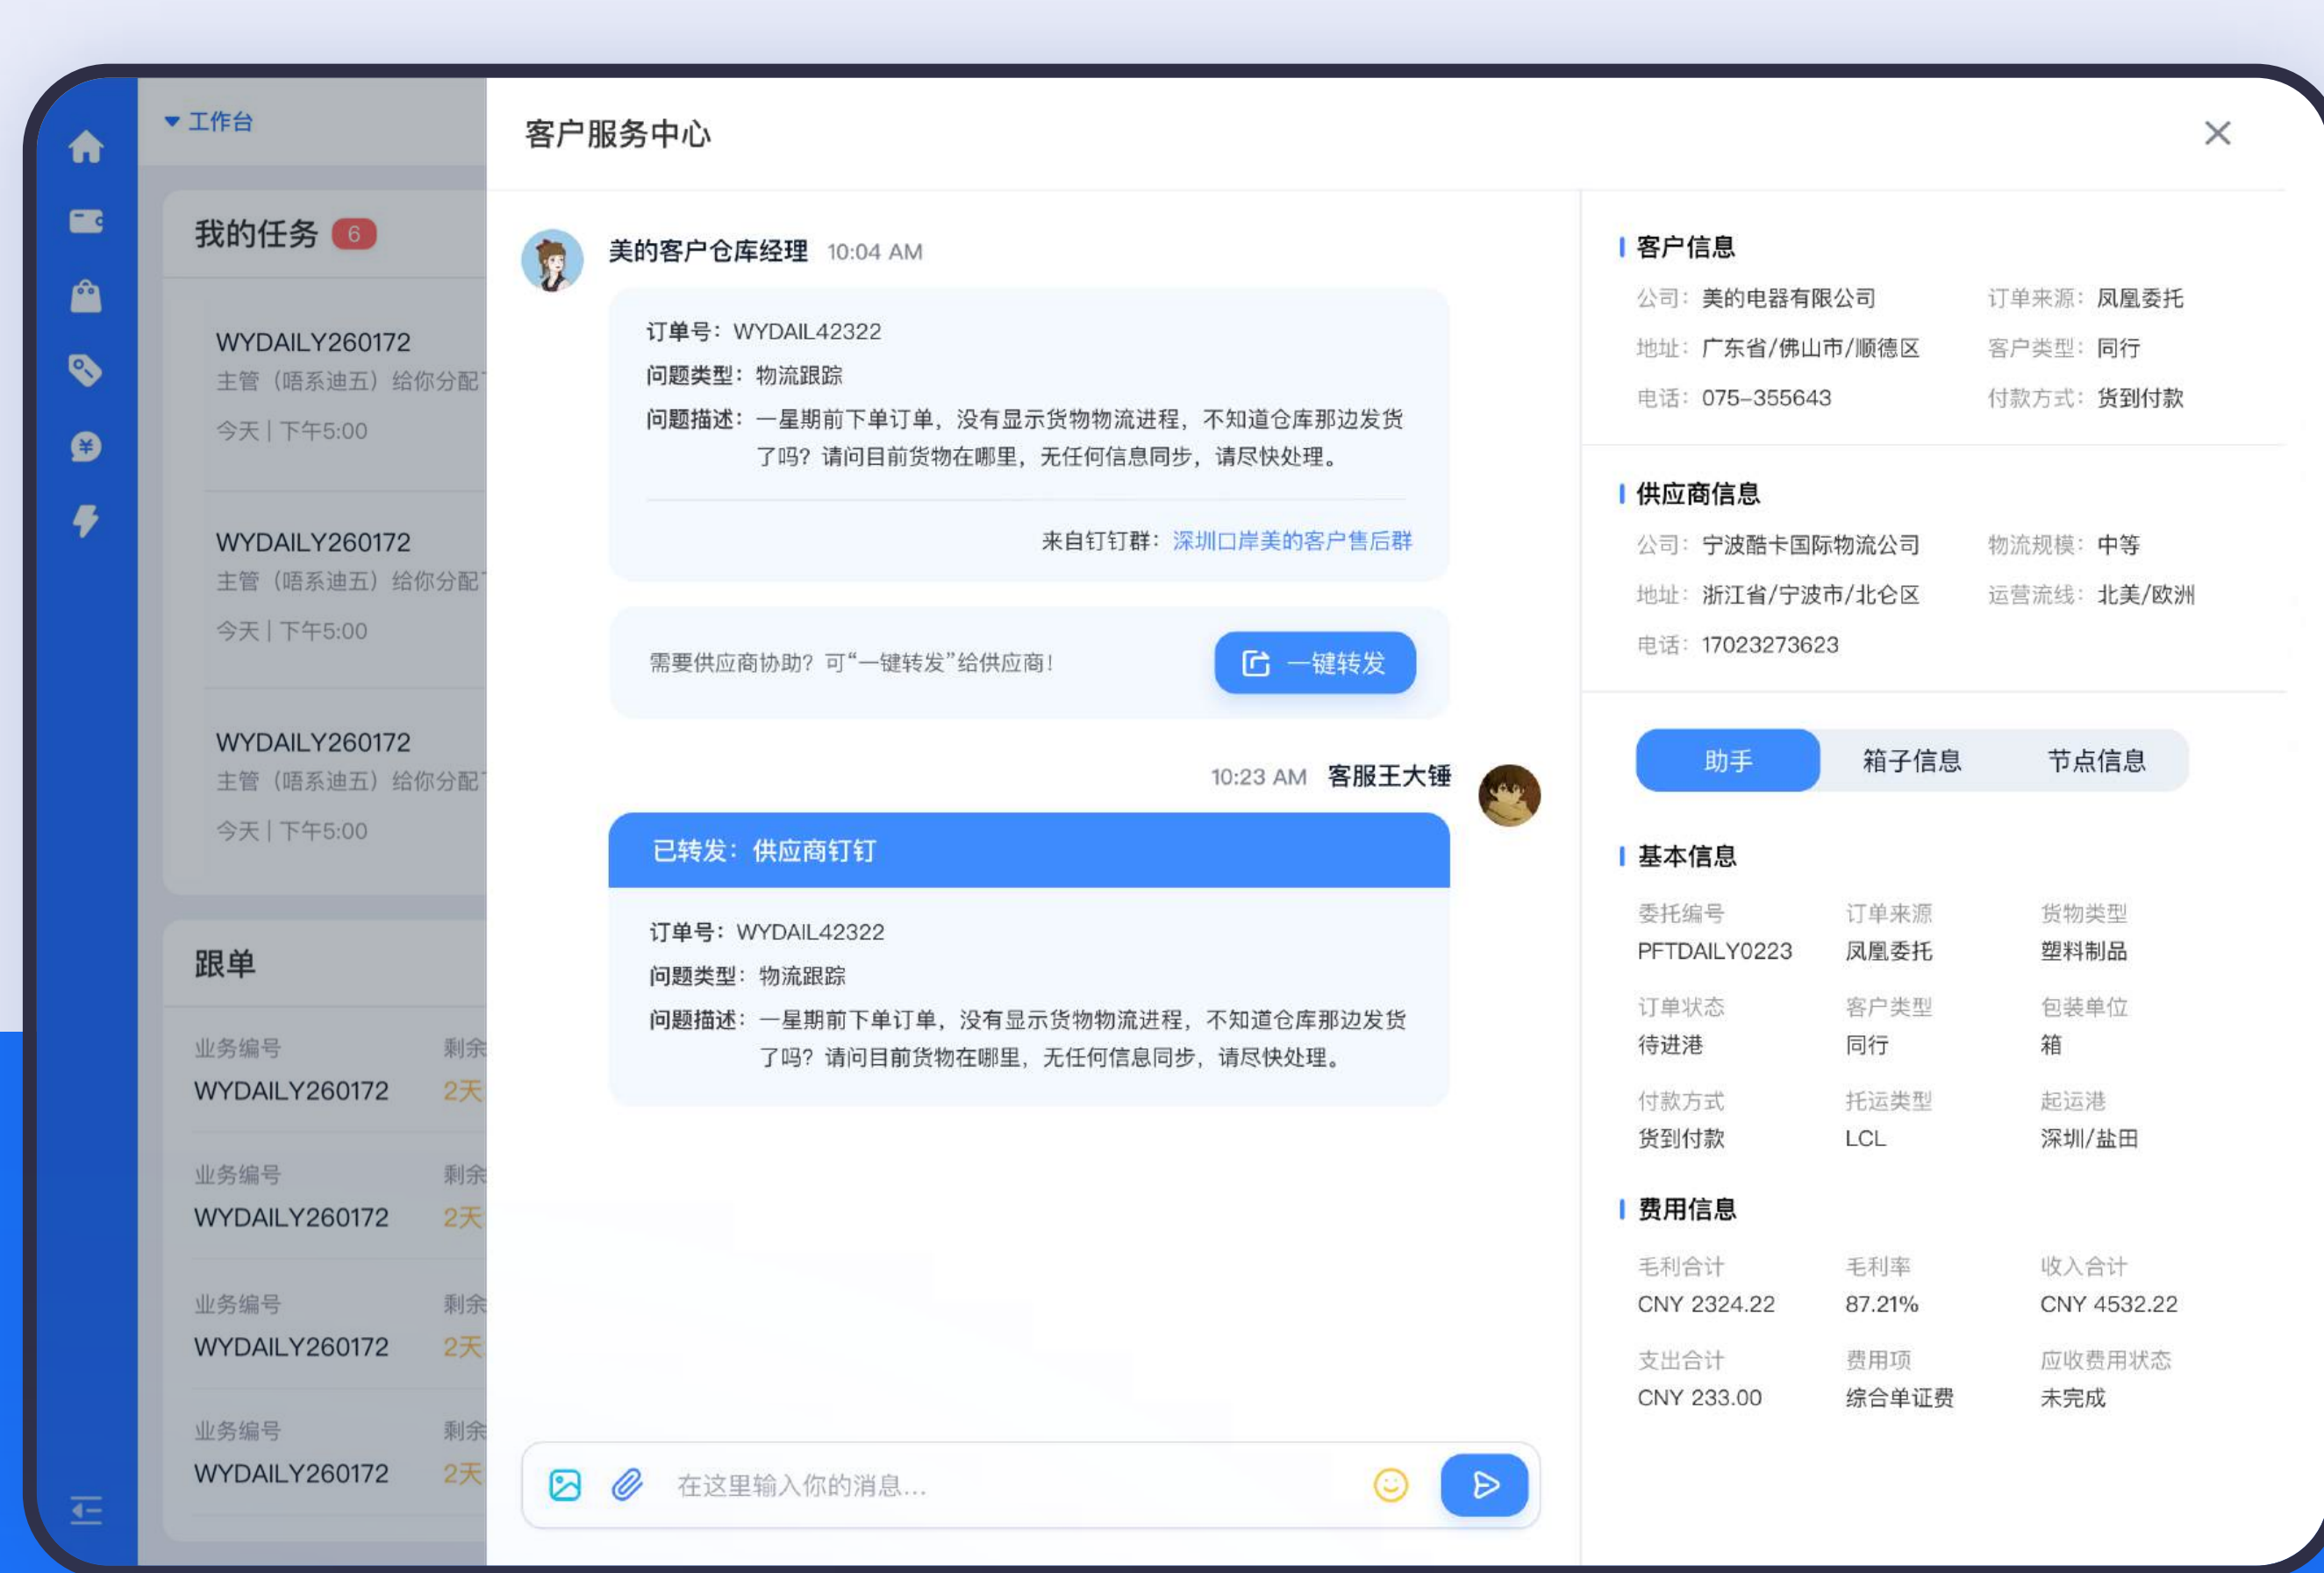 工作台
我的任务 6
WYDAILY260172
主管（唔系迪五）给你分配
今天 | 下午5:00
WYDAILY260172
主管（唔系迪五）给你分配
今天 | 下午5:00
WYDAILY260172
主管（唔系迪五）给你分配
今天 | 下午5:00
跟单
业务编号 剩余
WYDAILY260172 2天
业务编号 剩余
WYDAILY260172 2天
业务编号 剩余
WYDAILY260172 2天
业务编号 剩余
WYDAILY260172 2天
客户服务中心
美的客户仓库经理 10:04 AM
订单号：WYDAIL42322
问题类型：物流跟踪
问题描述：一星期前下单订单，没有显示货物物流进程，不知道仓库那边发货
了吗？请问目前货物在哪里，无任何信息同步，请尽快处理。
来自钉钉群：深圳口岸美的客户售后群
需要供应商协助？可“一键转发”给供应商！
一键转发
10:23 AM 客服王大锤
已转发：供应商钉钉
订单号：WYDAIL42322
问题类型：物流跟踪
问题描述：一星期前下单订单，没有显示货物物流进程，不知道仓库那边发货
了吗？请问目前货物在哪里，无任何信息同步，请尽快处理。
在这里输入你的消息...
客户信息
公司：美的电器有限公司 订单来源：凤凰委托
地址：广东省/佛山市/顺德区 客户类型：同行
电话：075-355643 付款方式：货到付款
供应商信息
公司：宁波酷卡国际物流公司 物流规模：中等
地址：浙江省/宁波市/北仑区 运营流线：北美/欧洲
电话：17023273623
助手 箱子信息 节点信息
基本信息
委托编号 订单来源 货物类型
PFTDAILY0223 凤凰委托 塑料制品
订单状态 客户类型 包装单位
待进港 同行 箱
付款方式 托运类型 起运港
货到付款 LCL 深圳/盐田
费用信息
毛利合计 毛利率 收入合计
CNY 2324.22 87.21% CNY 4532.22
支出合计 费用项 应收费用状态
CNY 233.00 综合单证费 未完成